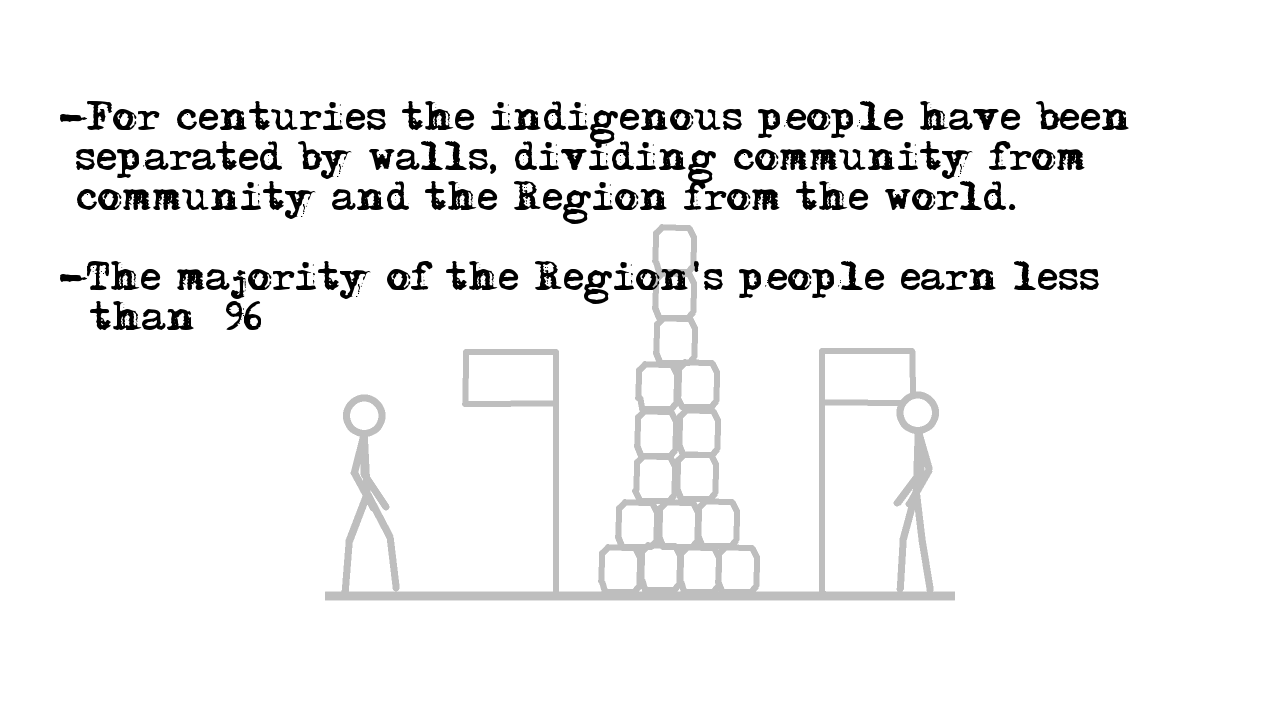 -For centuries the indigenous people have been
separated by walls, dividing community from
community and the Region from the world.
-The majority of the Region's people earn less
than 96